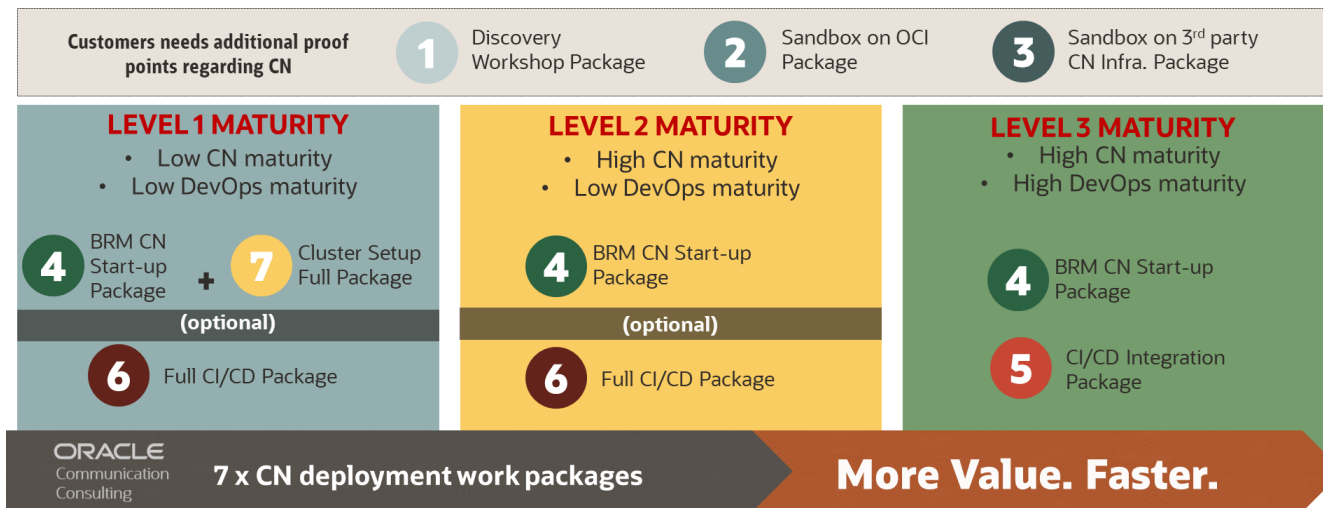 Customers needs additional proof
points regarding CN
1
Discovery
Workshop Package
2
Sandbox on OCI
Package
3
Sandbox on 3rd party
CN Infra. Package
LEVEL 1 MATURITY
• Low CN maturity
• Low DevOps maturity
4
BRM CN
Start-up
Package
+
7
Cluster Setup
Full Package
(optional)
6
Full CI/CD Package
LEVEL 2 MATURITY
• High CN maturity
• Low DevOps maturity
4
BRM CN Start-up
Package
(optional)
6
Full CI/CD Package
LEVEL 3 MATURITY
• High CN maturity
• High DevOps maturity
4
BRM CN Start-up
Package
5
CI/CD Integration
Package
ORACLE
Communication
Consulting
7 x CN deployment work packages
More Value. Faster.